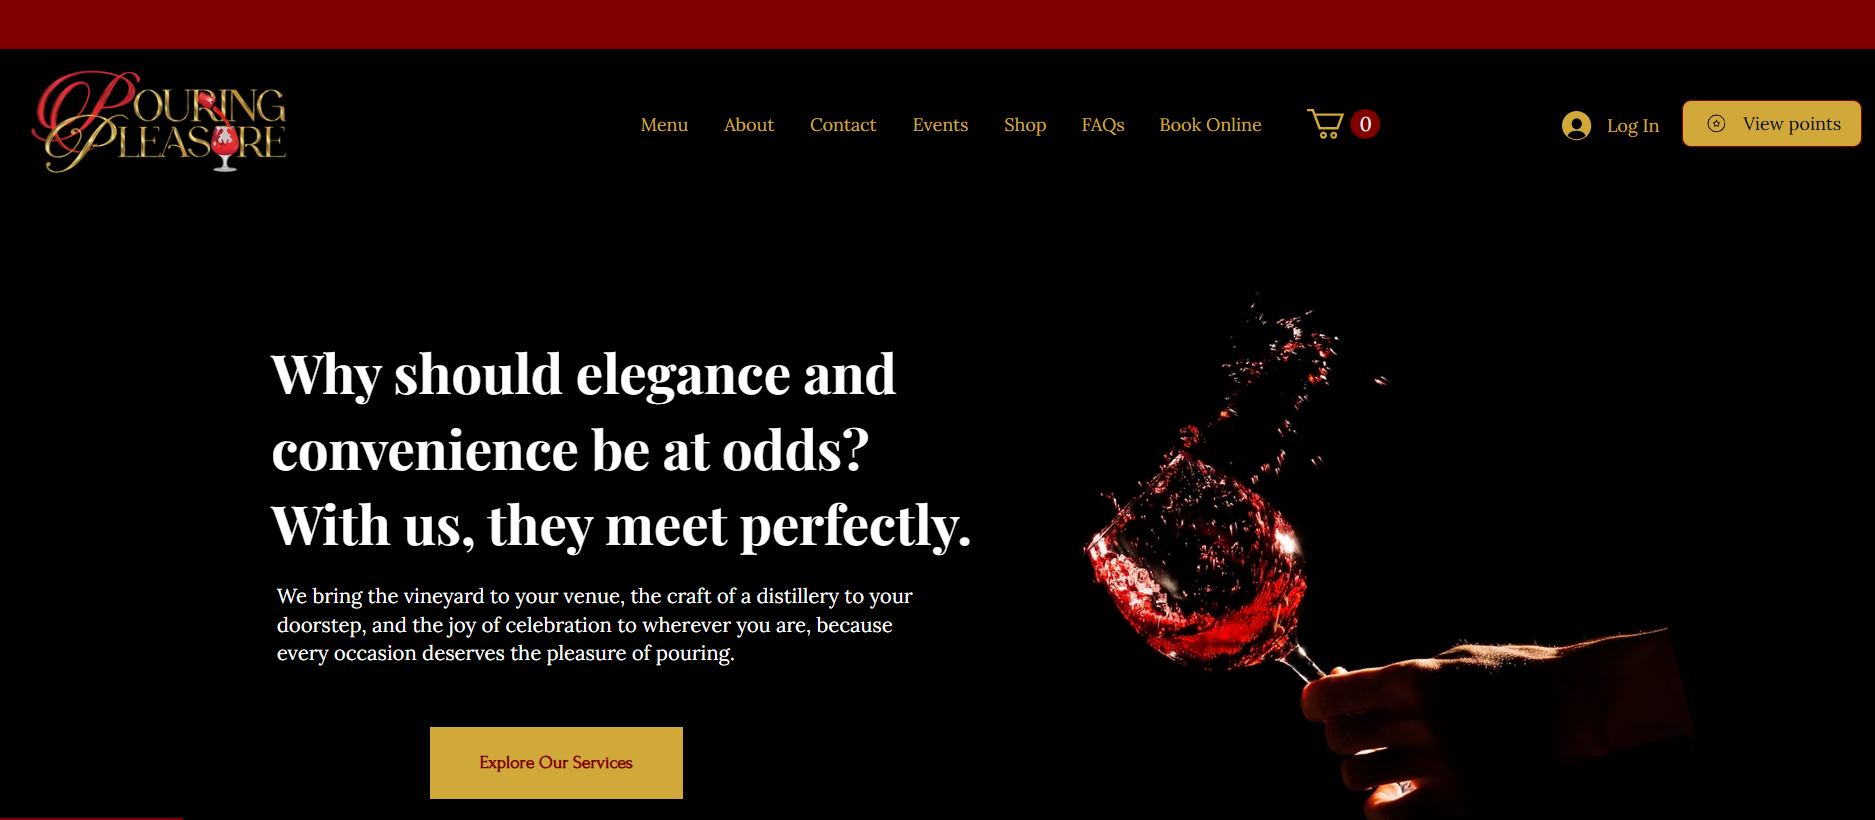 POURING
PLEASURE
Menu
About
Contact
Events
Shop
FAQs
Book Online
0
Log In
View points
Why should elegance and
convenience be at odds?
With us, they meet perfectly.
We bring the vineyard to your venue, the craft of a distillery to your
doorstep, and the joy of celebration to wherever you are, because
every occasion deserves the pleasure of pouring.
Explore Our Services